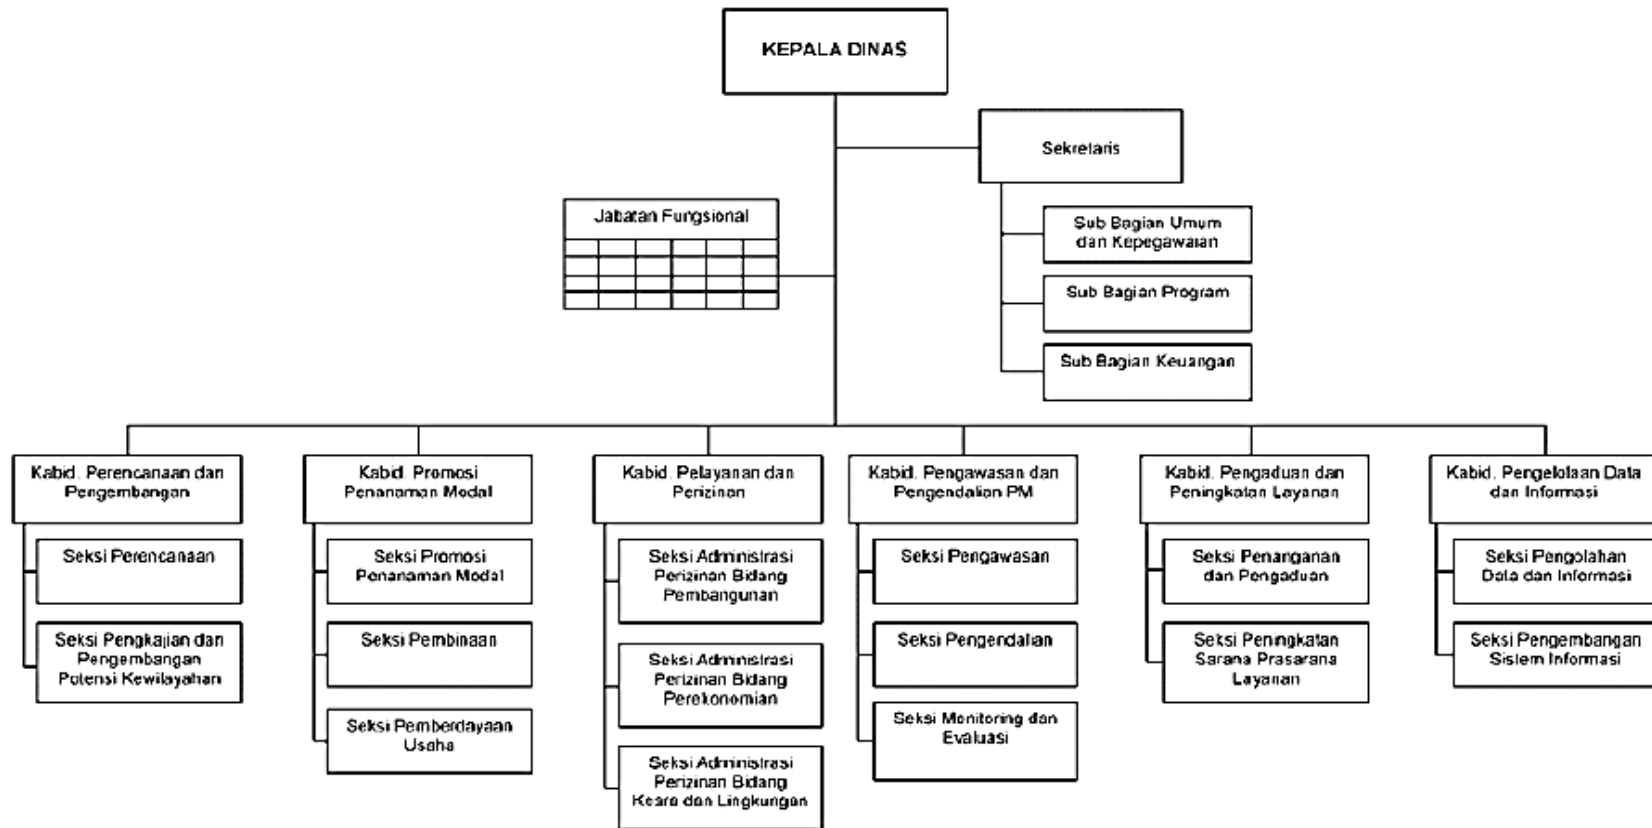 KEPALA DINAS
Sekretaris
Jabatan Fungsional
Sub Bagian Umum
dan Kepegawaian
Sub Bagian Program
Sub Bagian Keuangan
Kabid. Perencanaan dan
Pengembangan
Seksi Perencanaan
Seksi Pengkajian dan
Pengembangan
Potensi Kewilayahan
Kabid. Promosi
Penanaman Modal
Seksi Promosi
Penanaman Modal
Seksi Pembinaan
Seksi Pemberdayaan
Usaha
Kabid. Pelayanan dan
Perizinan
Seksi Administrasi
Perizinan Bidang
Pembangunan
Seksi Administrasi
Perizinan Bidang
Perekonomian
Seksi Administrasi
Perizinan Bidang
Kesra dan Lingkungan
Kabid. Pengawasan dan
Pengendalian PM
Seksi Pengawasan
Seksi Pengendalian
Seksi Monitoring dan
Evaluasi
Kabid. Pengaduan dan
Peningkatan Layanan
Seksi Penanganan
dan Pengaduan
Seksi Peningkatan
Sarana Prasarana
Layanan
Kabid. Pengelolaan Data
dan Informasi
Seksi Pengolahan
Data dan Informasi
Seksi Pengembangan
Sistem Informasi